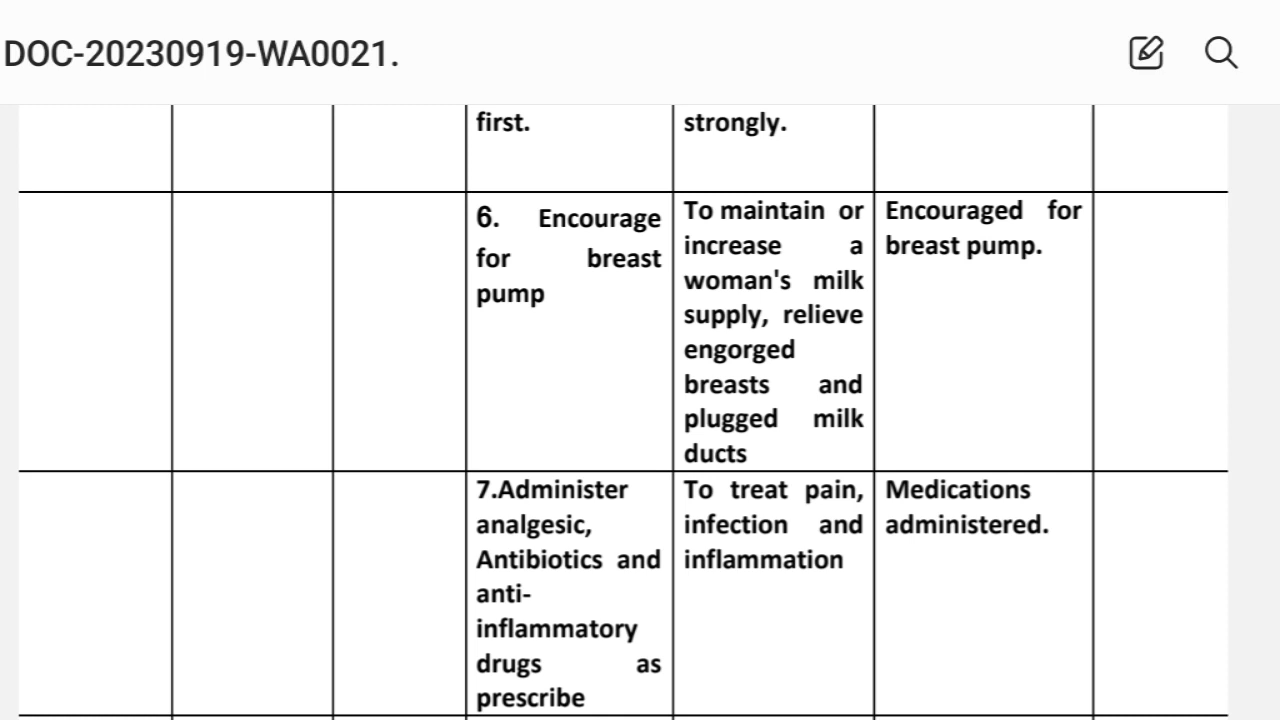 DOC-20230919-WA0021.
first.
strongly.
6. Encourage
for breast
pump
To maintain or
increase a
woman's milk
supply, relieve
engorged
breasts and
plugged milk
ducts
Encouraged for
breast pump.
7.Administer
analgesic,
Antibiotics and
anti-
inflammatory
drugs as
prescribe
To treat pain,
infection and
inflammation
Medications
administered.